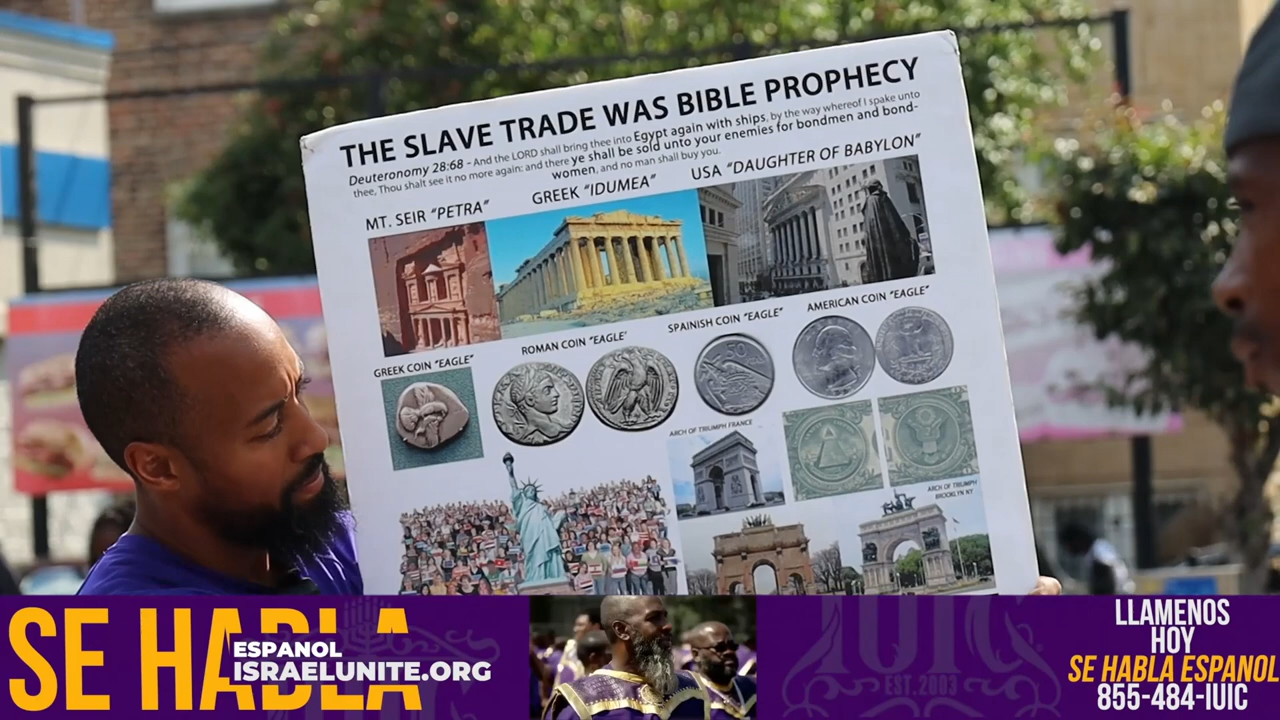 THE SLAVE TRADE WAS BIBLE PROPHECY
Deuteronomy 28:68 - And the LORD shall bring thee into Egypt again with ships, by the way whereof I spake unto
thee, Thou shalt see it no more again: and there ye shall be sold unto your enemies for bondmen and bond-
women, and no man shall buy you.
MT. SEIR "PETRA"
GREEK "IDUMEA"
USA "DAUGHTER OF BABYLON"
GREEK COIN "EAGLE"
ROMAN COIN "EAGLE'
SPAINISH COIN "EAGLE"
AMERICAN COIN "EAGLE"
50
ARCH OF TRIUMPH FRANCE
ARCH OF TRIUMPH
BROOKLYN NY
SE HABLA
ESPANOL
ISRAELUNITE.ORG
IUIC
EST.2003
LLAMENOS
HOY
SE HABLA ESPANOL
855-484-IUIC